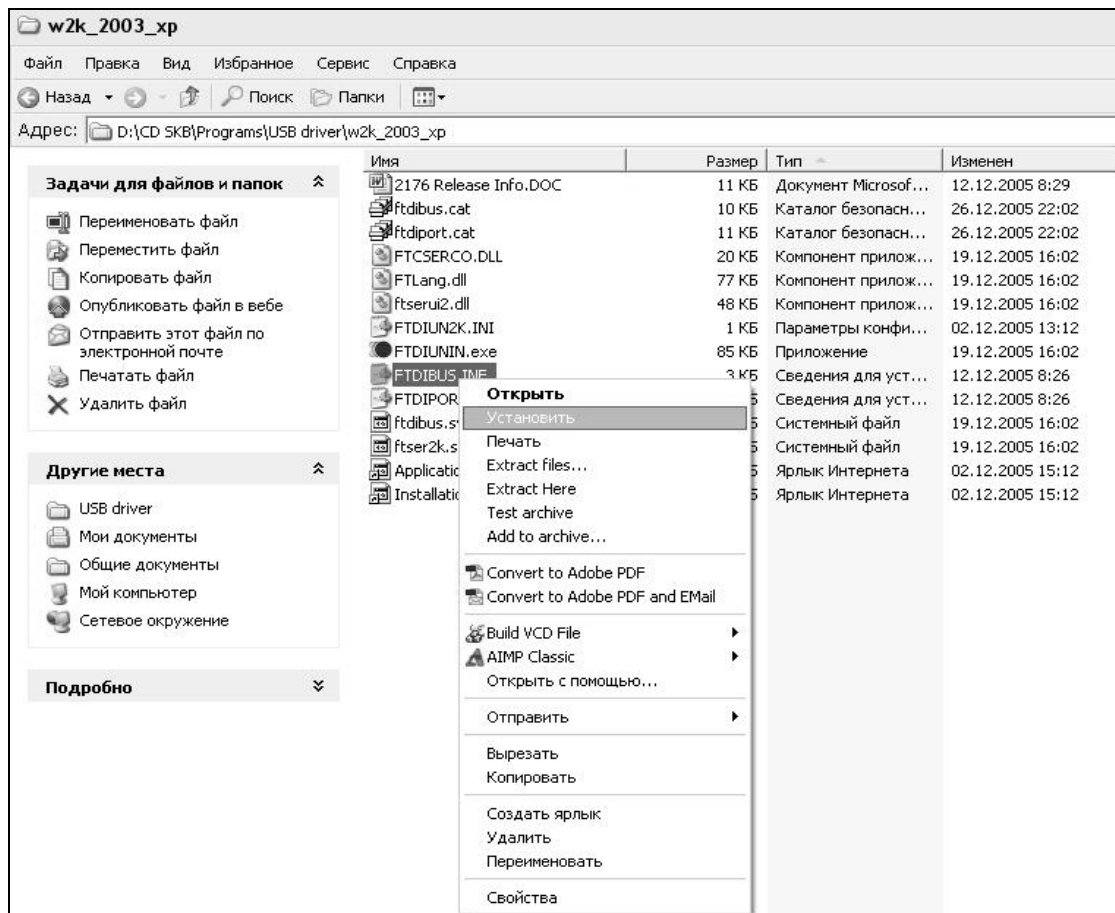 w2k_2003_xp
Файл Правка Вид Избранное Сервис Справка
Назад Поиск Папки
Адрес: D:\CD SKB\Programs\USB driver\w2k_2003_xp
Задачи для файлов и папок
Переименовать файл
Переместить файл
Копировать файл
Опубликовать файл в вебе
Отправить этот файл по
электронной почте
Печатать файл
Удалить файл
Другие места
USB driver
Мои документы
Общие документы
Мой компьютер
Сетевое окружение
Подробно
Имя Размер Тип Изменен
2176 Release Info.DOC 11 КБ Документ Microsof... 12.12.2005 8:29
ftdibus.cat 10 КБ Каталог безопасн... 26.12.2005 22:02
ftdiport.cat 11 КБ Каталог безопасн... 26.12.2005 22:02
FTCSERCO.DLL 20 КБ Компонент прилож... 19.12.2005 16:02
FTLang.dll 77 КБ Компонент прилож... 19.12.2005 16:02
ftserui2.dll 48 КБ Компонент прилож... 19.12.2005 16:02
FTDIUN2K.INI 1 КБ Параметры конфи... 02.12.2005 13:12
FTDIUNIN.exe 85 КБ Приложение 19.12.2005 16:02
FTDIBUS.INF 3 КБ Сведения для уст... 12.12.2005 8:26
FTDIPOR Сведения для уст... 12.12.2005 8:26
ftdibus.s Системный файл 19.12.2005 16:02
ftser2k.s Системный файл 19.12.2005 16:02
Applicatio Ярлык Интернета 02.12.2005 15:12
Installatio Ярлык Интернета 02.12.2005 15:12
Открыть
Установить
Печать
Extract files...
Extract Here
Test archive
Add to archive...
Convert to Adobe PDF
Convert to Adobe PDF and EMail
Build VCD File
AIMP Classic
Открыть с помощью...
Отправить
Вырезать
Копировать
Создать ярлык
Удалить
Переименовать
Свойства